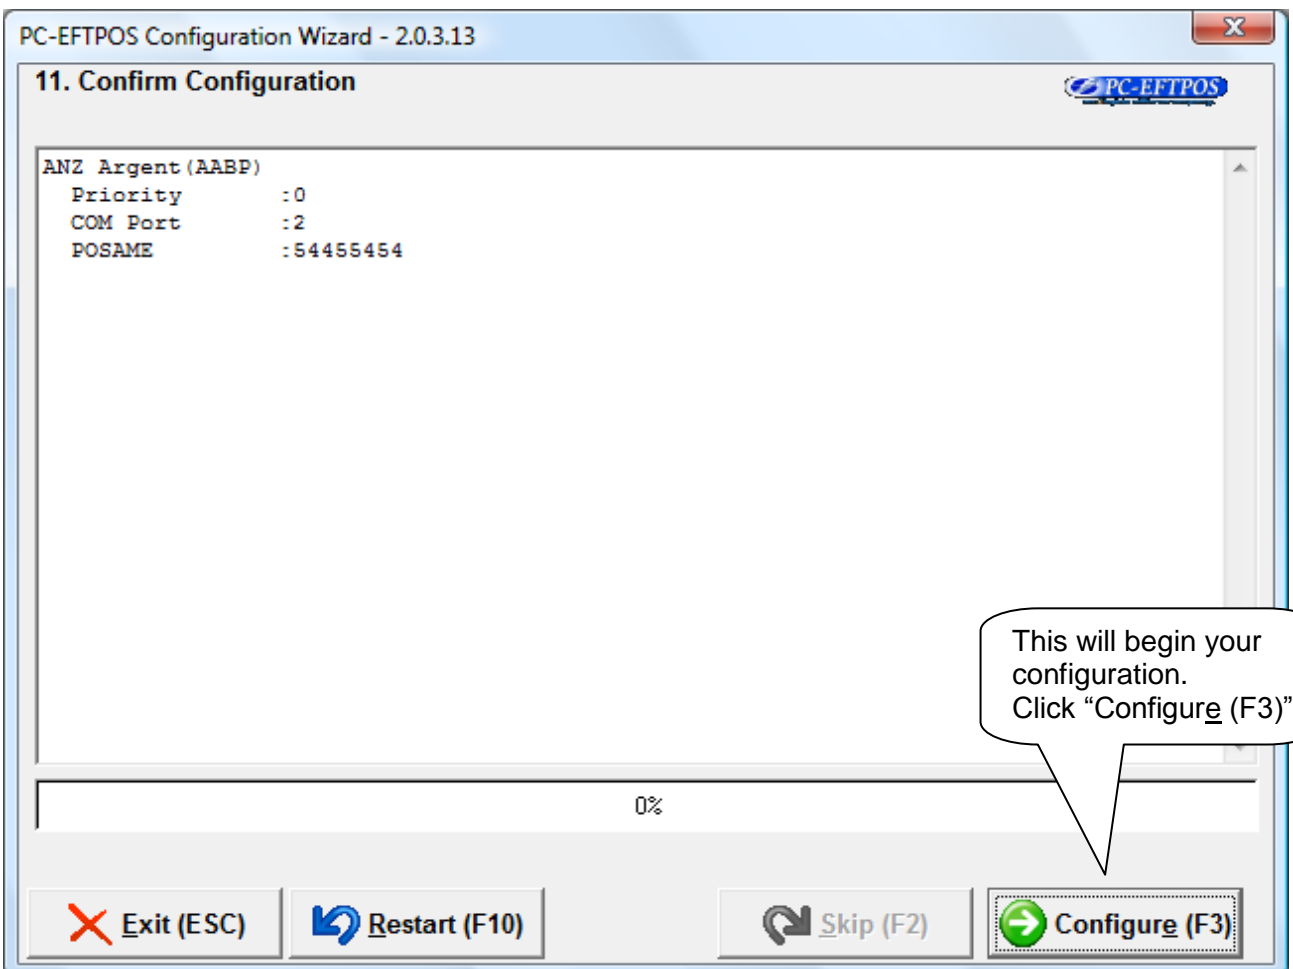 PC-EFTPOS Configuration Wizard - 2.0.3.13
11. Confirm Configuration
PC-EFTPOS
ANZ Argent(AABP)
Priority :0
COM Port :2
POSAME :54455454
This will begin your
configuration.
Click “Configure (F3)”
0%
Exit (ESC)
Restart (F10)
Skip (F2)
Configure (F3)